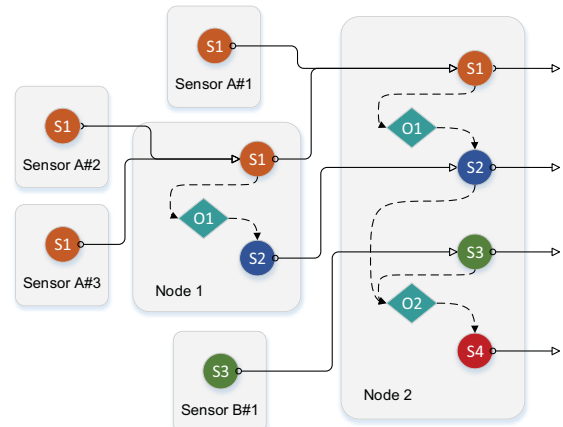 S1
Sensor A#1
S1
Sensor A#2
S1
Sensor A#3
S1
O1
S2
Node 1
S3
Sensor B#1
S1
O1
S2
S3
O2
S4
Node 2